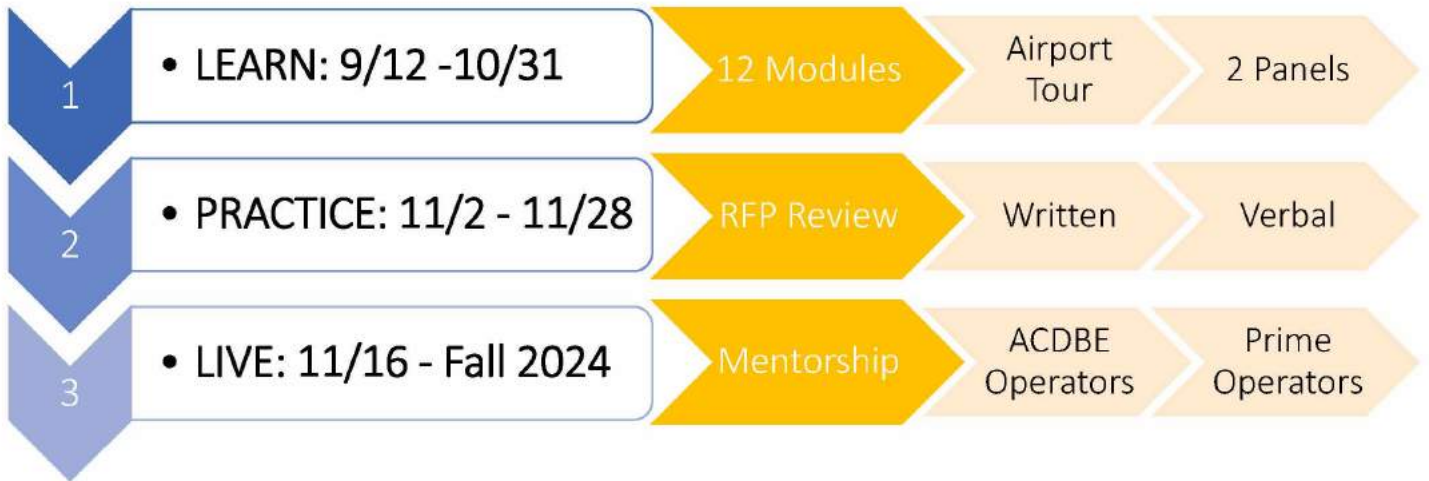 1
• LEARN: 9/12 -10/31
12 Modules
Airport
Tour
2 Panels
2
• PRACTICE: 11/2 - 11/28
RFP Review
Written
Verbal
3
• LIVE: 11/16 - Fall 2024
Mentorship
ACDBE
Operators
Prime
Operators